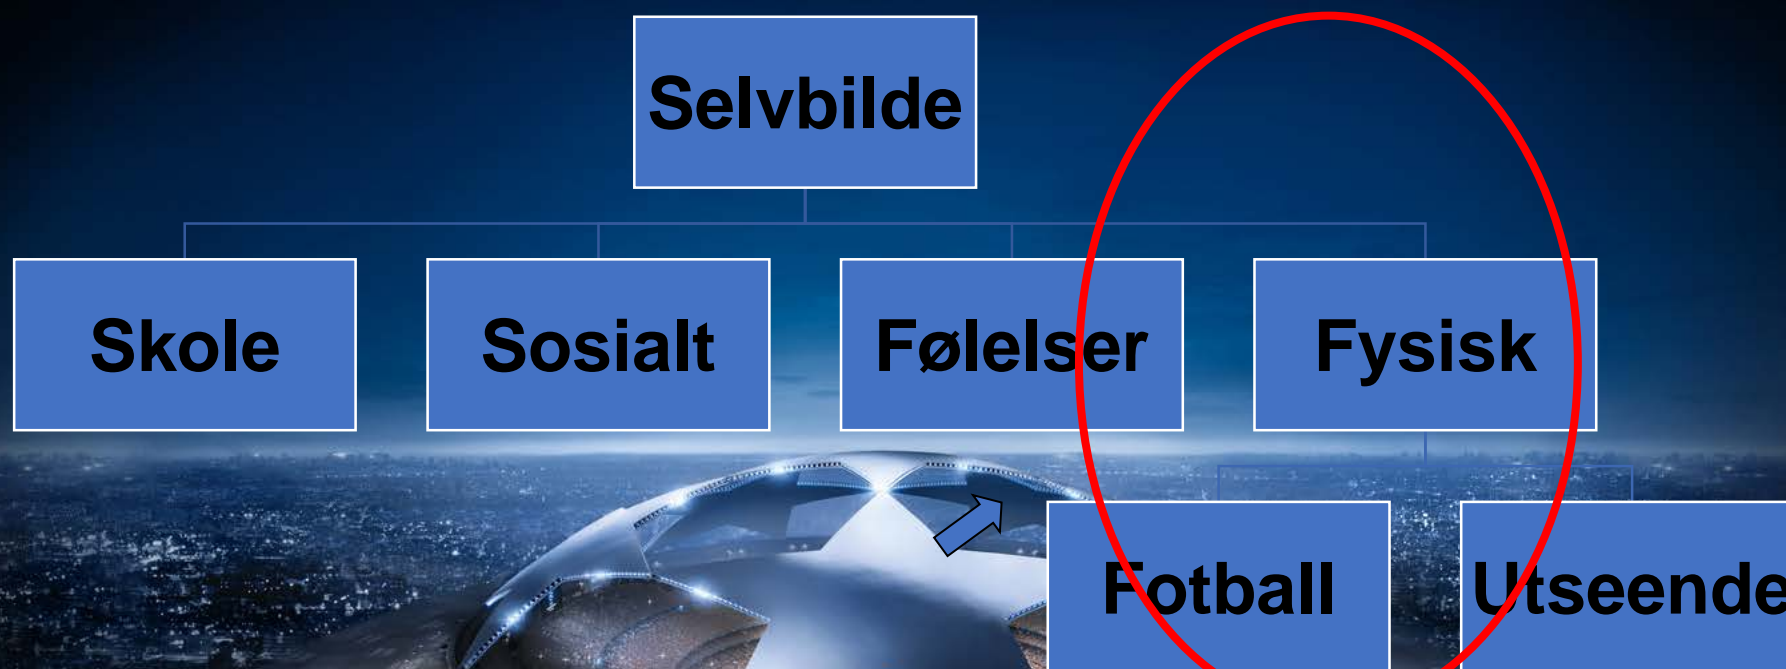 Selvbilde
Skole
Sosialt
Følelser
Fysisk
Fotball
Utseende